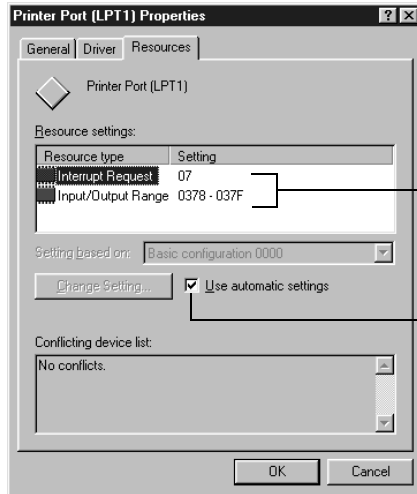 Printer Port (LPT1) Properties
General Driver Resources
Printer Port (LPT1)
Resource settings:
Resource type Setting
Interrupt Request 07
Input/Output Range 0378 - 037F
Setting based on: Basic configuration 0000
Change Setting... Use automatic settings
Conflicting device list:
No conflicts.
OK Cancel